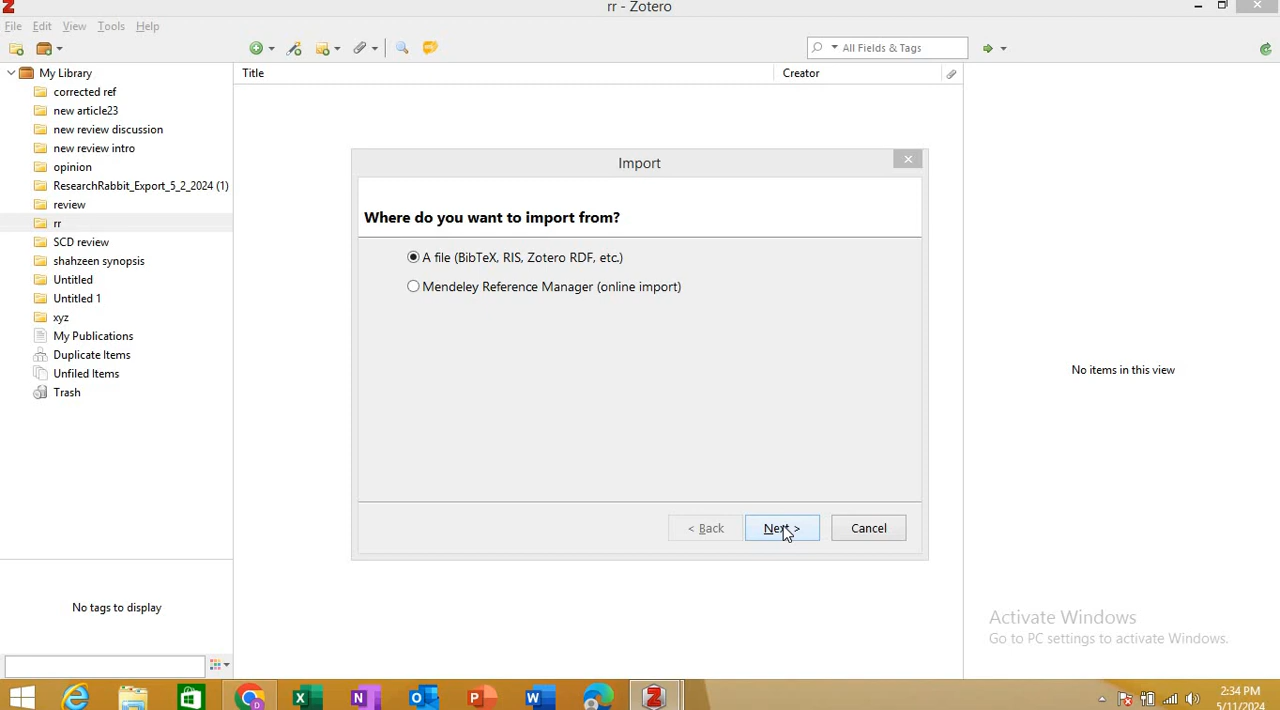 rr - Zotero
File Edit View Tools Help
All Fields & Tags
My Library
corrected ref
new article23
new review discussion
new review intro
opinion
ResearchRabbit_Export_5_2_2024 (1)
review
rr
SCD review
shahzeen synopsis
Untitled
Untitled 1
xyz
My Publications
Duplicate Items
Unfiled Items
Trash
No tags to display
Title Creator
Import
Where do you want to import from?
A file (BibTeX, RIS, Zotero RDF, etc.)
Mendeley Reference Manager (online import)
< Back Next > Cancel
No items in this view
Activate Windows
Go to PC settings to activate Windows.
2:34 PM
5/11/2024